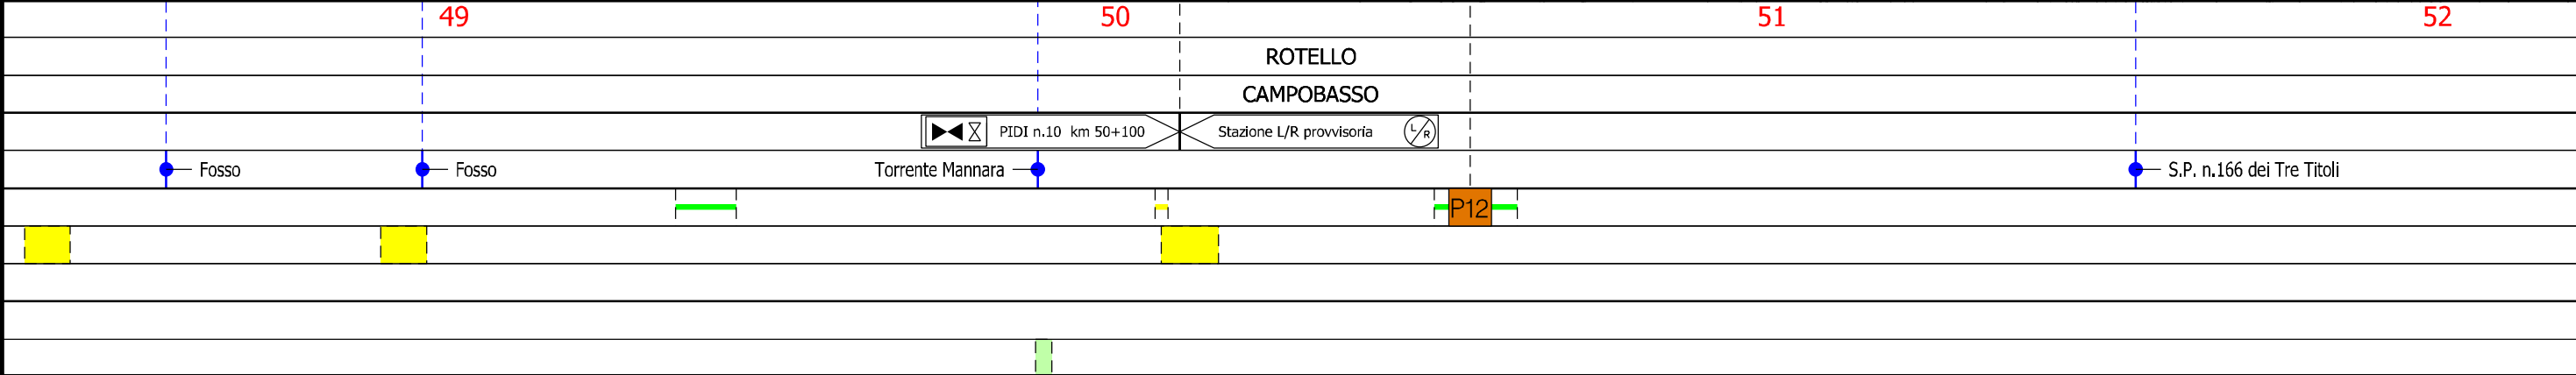 49 50 51 52
ROTELLO
CAMPOBASSO
PIDI n.10 km 50+100 Stazione L/R provvisoria L/R
Fosso Fosso Torrente Mannara S.P. n.166 dei Tre Titoli
P12